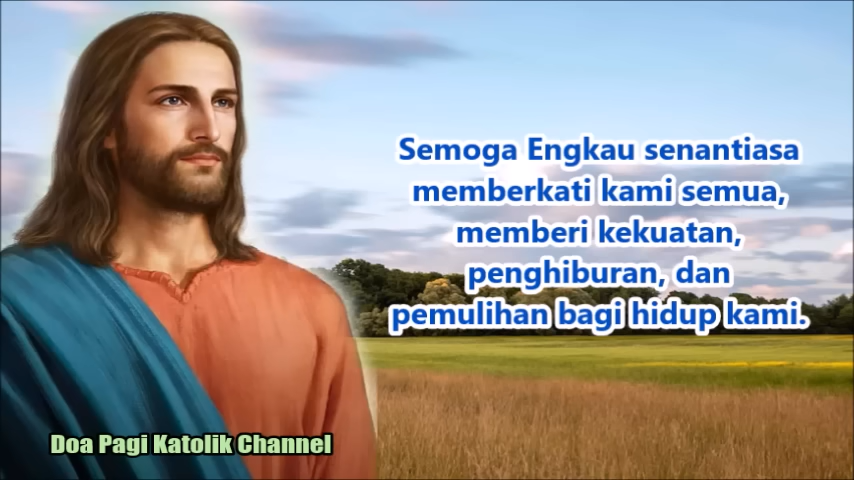 Semoga Engkau senantiasa
memberkati kami semua,
memberi kekuatan,
penghiburan, dan
pemulihan bagi hidup kami.
Doa Pagi Katolik Channel